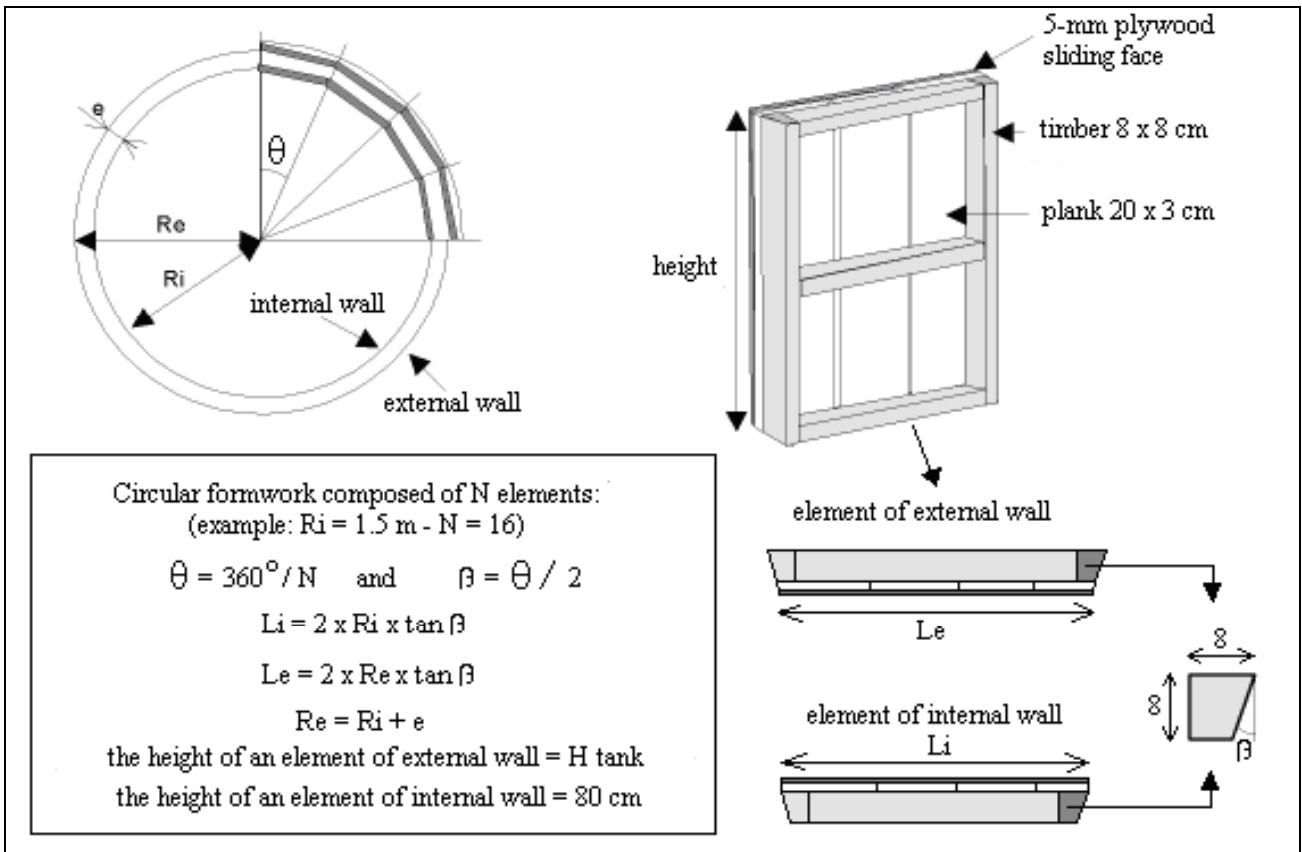 5-mm plywood
sliding face
timber 8 x 8 cm
plank 20 x 3 cm
height
e
θ
Re
Ri
internal wall
external wall
Circular formwork composed of N elements:
(example: Ri = 1.5 m - N = 16)
θ = 360°/ N and β = θ / 2
Li = 2 x Ri x tan β
Le = 2 x Re x tan β
Re = Ri + e
the height of an element of external wall = H tank
the height of an element of internal wall = 80 cm
element of external wall
Le
element of internal wall
Li
8
8
β